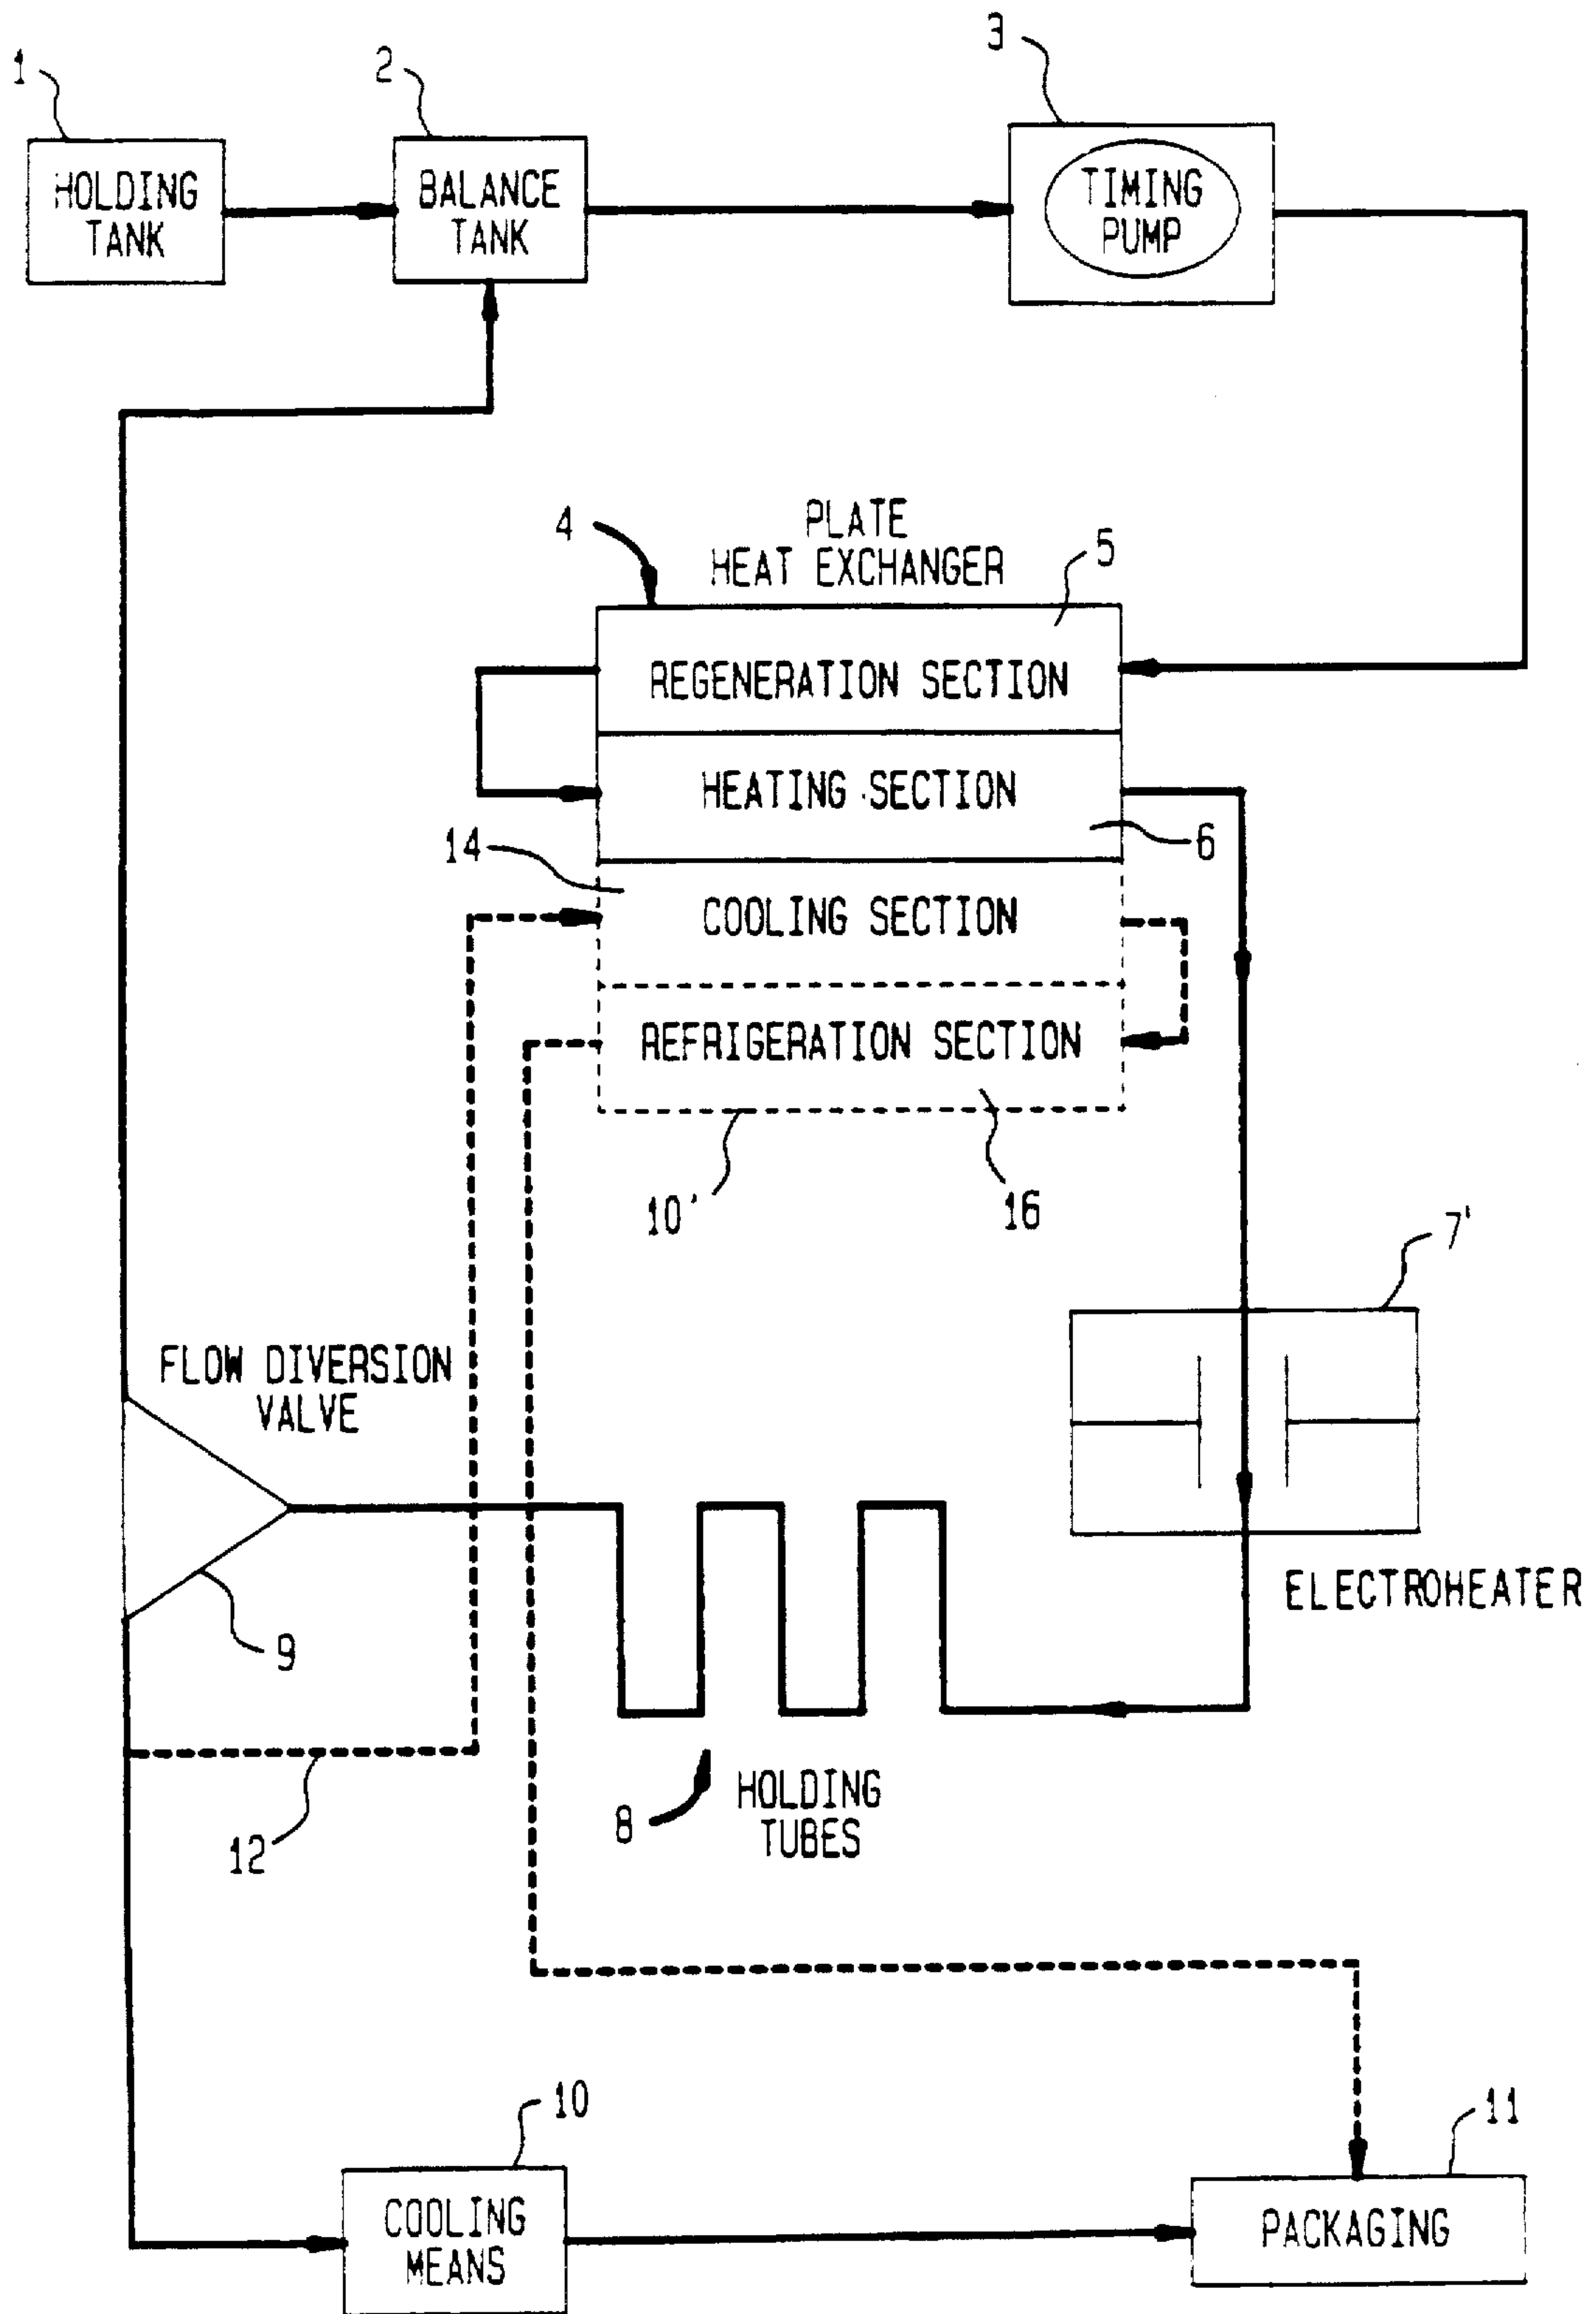 1
2
3
HOLDING
TANK
BALANCE
TANK
TIMING
PUMP
4
PLATE
HEAT EXCHANGER
5
REGENERATION SECTION
HEATING SECTION
6
14
COOLING SECTION
REFRIGERATION SECTION
10'
16
7'
FLOW DIVERSION
VALVE
ELECTROHEATER
9
12
8
HOLDING
TUBES
10
11
COOLING
MEANS
PACKAGING